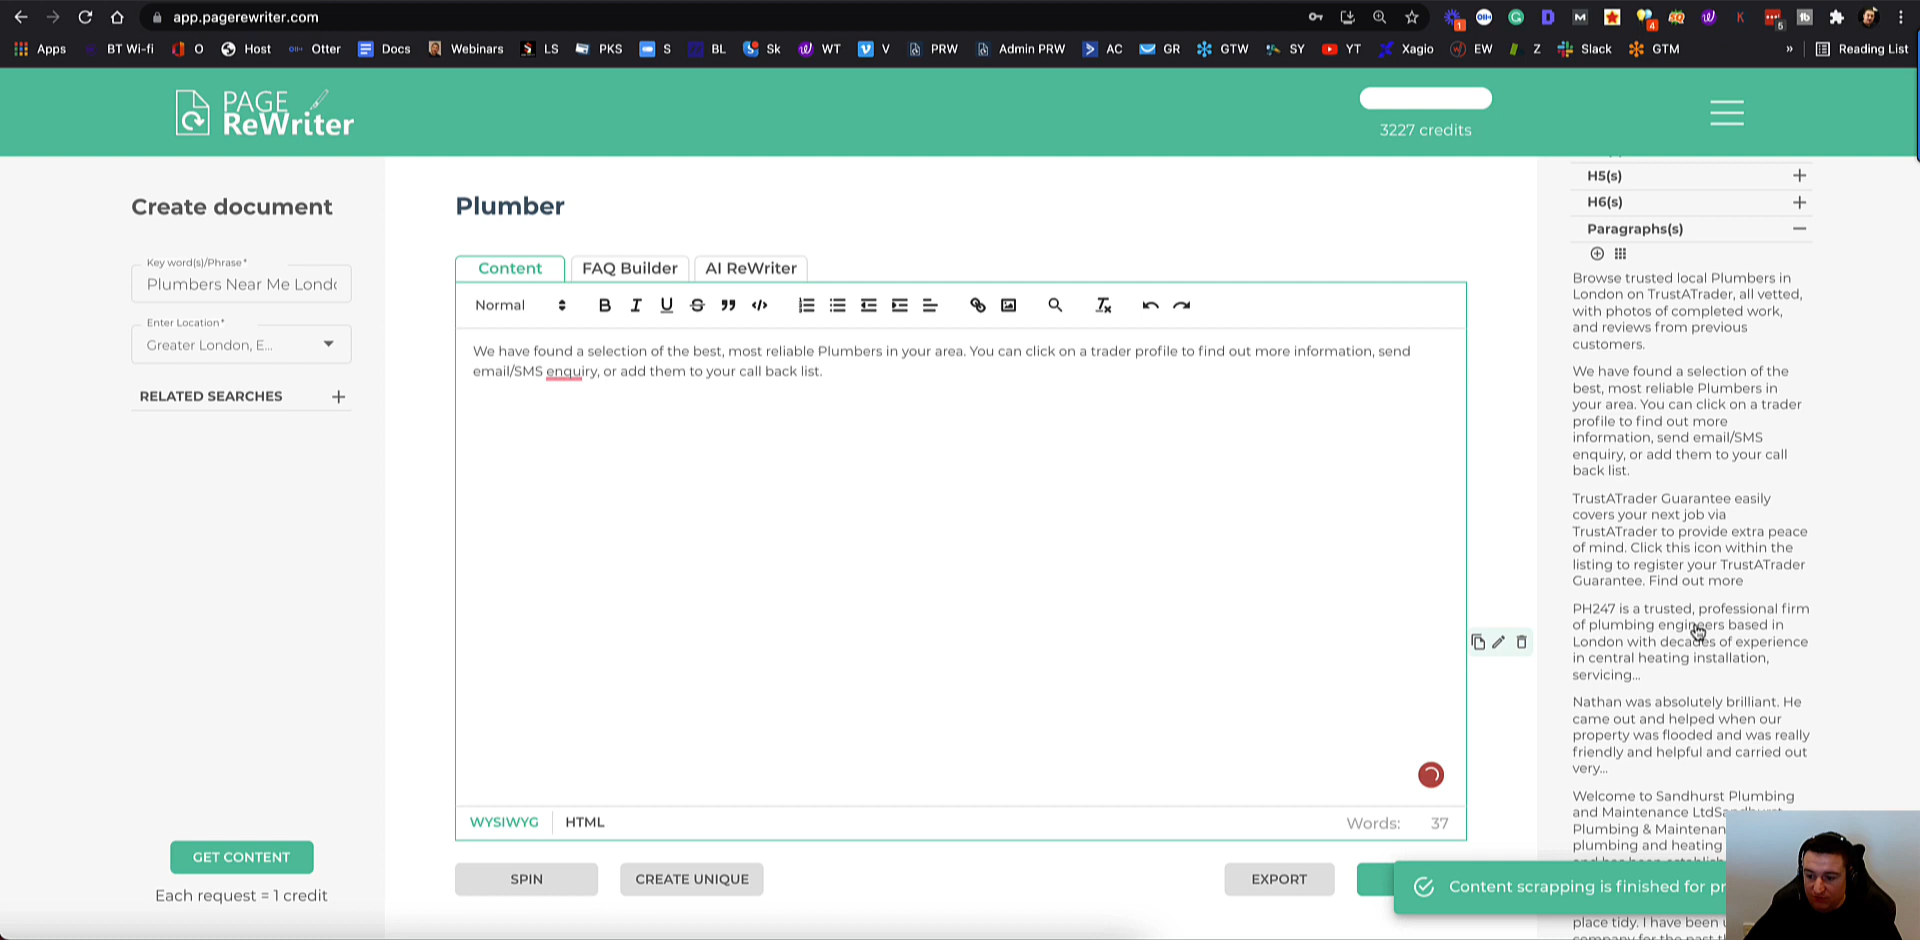 app.pagerewriter.com
Apps BT Wi-fi O Host Otter Docs Webinars LS PKS S BL Sk WT V PRW Admin PRW AC GR GTW SY YT Xagio EW Z Slack GTM » Reading List
PAGE
ReWriter
3227 credits
Create document
Key word(s)/Phrase*
Plumbers Near Me Lond
Enter Location*
Greater London, E...
RELATED SEARCHES
GET CONTENT
Each request = 1 credit
Plumber
Content FAQ Builder AI ReWriter
Normal
We have found a selection of the best, most reliable Plumbers in your area. You can click on a trader profile to find out more information, send
email/SMS enquiry, or add them to your call back list.
WYSIWYG HTML Words: 37
SPIN CREATE UNIQUE EXPORT
H5(s)
H6(s)
Paragraphs(s)
Browse trusted local Plumbers in
London on TrustATrader, all vetted,
with photos of completed work,
and reviews from previous
customers.
We have found a selection of the
best, most reliable Plumbers in
your area. You can click on a trader
profile to find out more
information, send email/SMS
enquiry, or add them to your call
back list.
TrustATrader Guarantee easily
covers your next job via
TrustATrader to provide extra peace
of mind. Click this icon within the
listing to register your TrustATrader
Guarantee. Find out more
PH247 is a trusted, professional firm
of plumbing engineers based in
London with decades of experience
in central heating installation,
servicing...
Nathan was absolutely brilliant. He
came out and helped when our
property was flooded and was really
friendly and helpful and carried out
very...
Welcome to Sandhurst Plumbing
and Maintenance LtdSandhurst
Plumbing & Maintenan
plumbing and heating
Content scrapping is finished for pr
place tidy. I have been